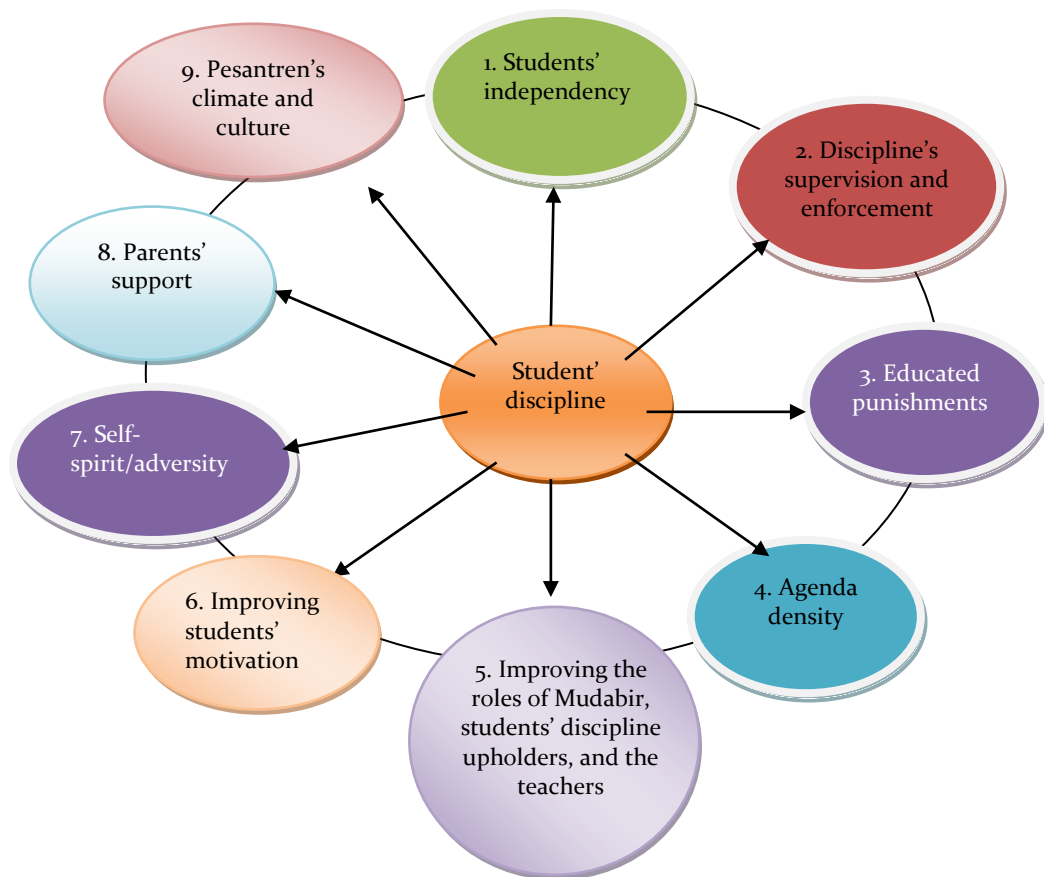 1. Students'
independency
2. Discipline's
supervision and
enforcement
3. Educated
punishments
4. Agenda
density
5. Improving the
roles of Mudabir,
students' discipline
upholders, and the
teachers
6. Improving
students'
motivation
7. Self-
spirit/adversity
8. Parents'
support
9. Pesantren's
climate and
culture
Student'
discipline